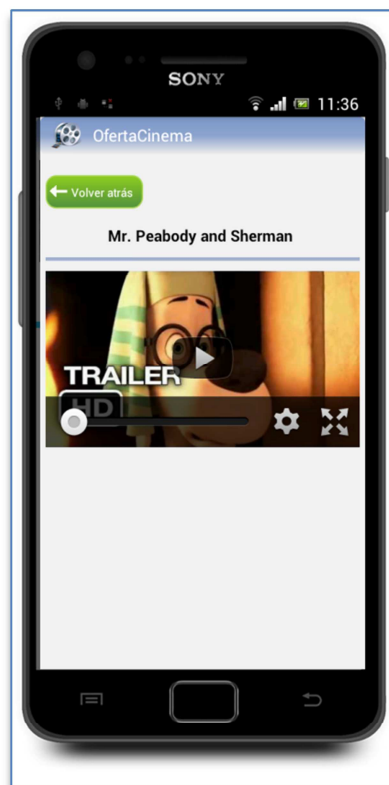 SONY
11:36
OfertaCinema
Volver atrás
Mr. Peabody and Sherman
TRAILER
HD